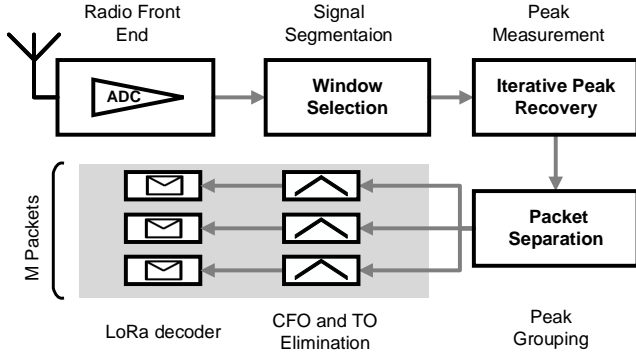 Radio Front
End
Signal
Segmentaion
Peak
Measurement
ADC
Window
Selection
Iterative Peak
Recovery
M Packets
Packet
Separation
LoRa decoder
CFO and TO
Elimination
Peak
Grouping